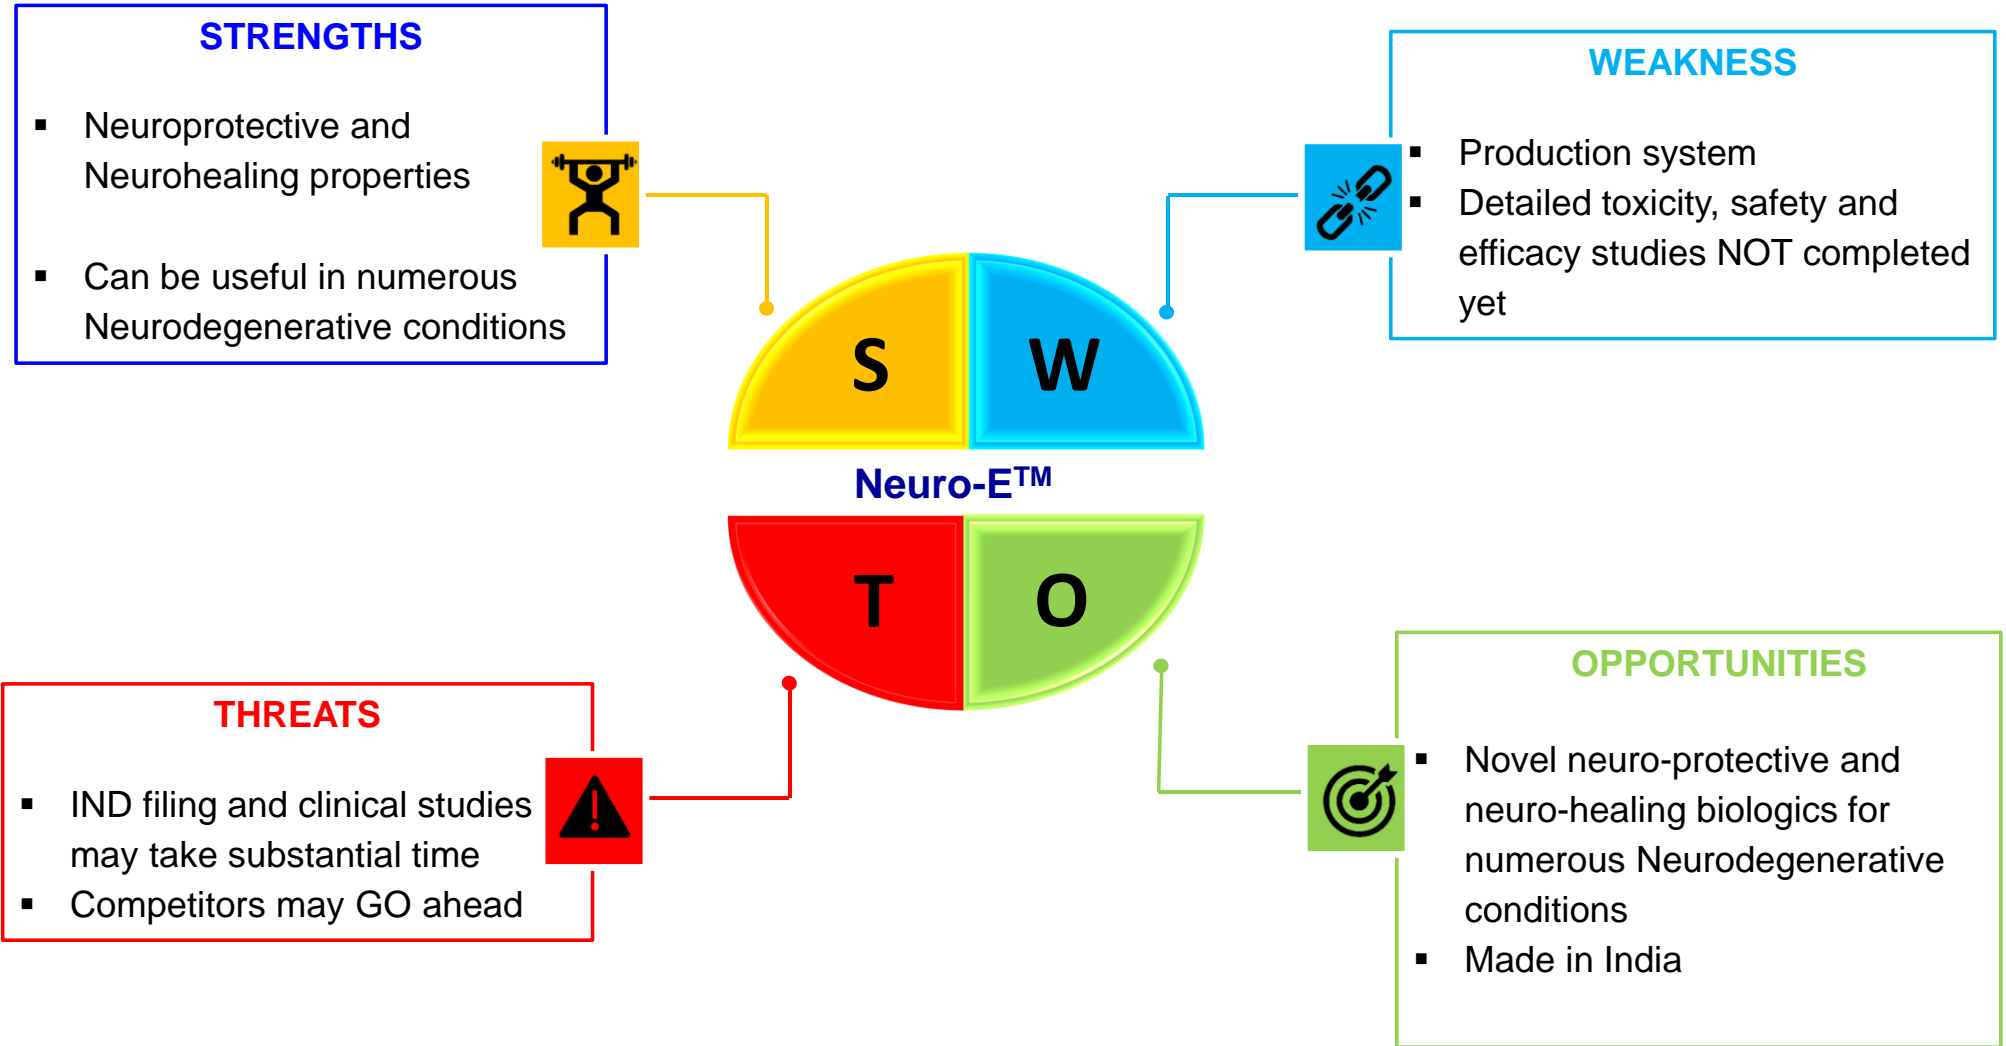 STRENGTHS
▪ Neuroprotective and
Neurohealing properties
▪ Can be useful in numerous
Neurodegenerative conditions
WEAKNESS
▪ Production system
▪ Detailed toxicity, safety and
efficacy studies NOT completed
yet
S
W
Neuro-E™
T
O
THREATS
▪ IND filing and clinical studies
may take substantial time
▪ Competitors may GO ahead
OPPORTUNITIES
▪ Novel neuro-protective and
neuro-healing biologics for
numerous Neurodegenerative
conditions
▪ Made in India